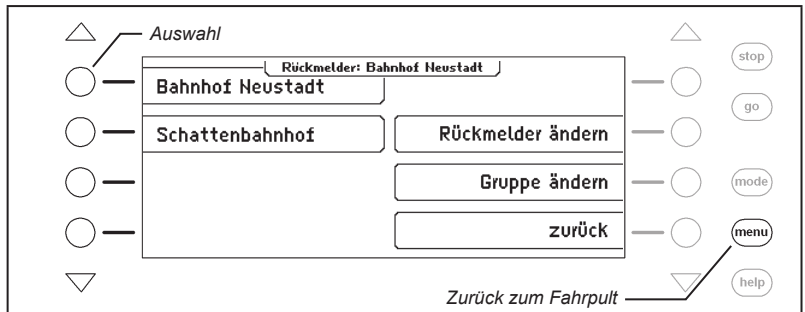 Auswahl
Rückmelder: Bahnhof Neustadt
Bahnhof Neustadt
Schattenbahnhof
Rückmelder ändern
Gruppe ändern
zurück
stop
go
mode
menu
help
Zurück zum Fahrpult